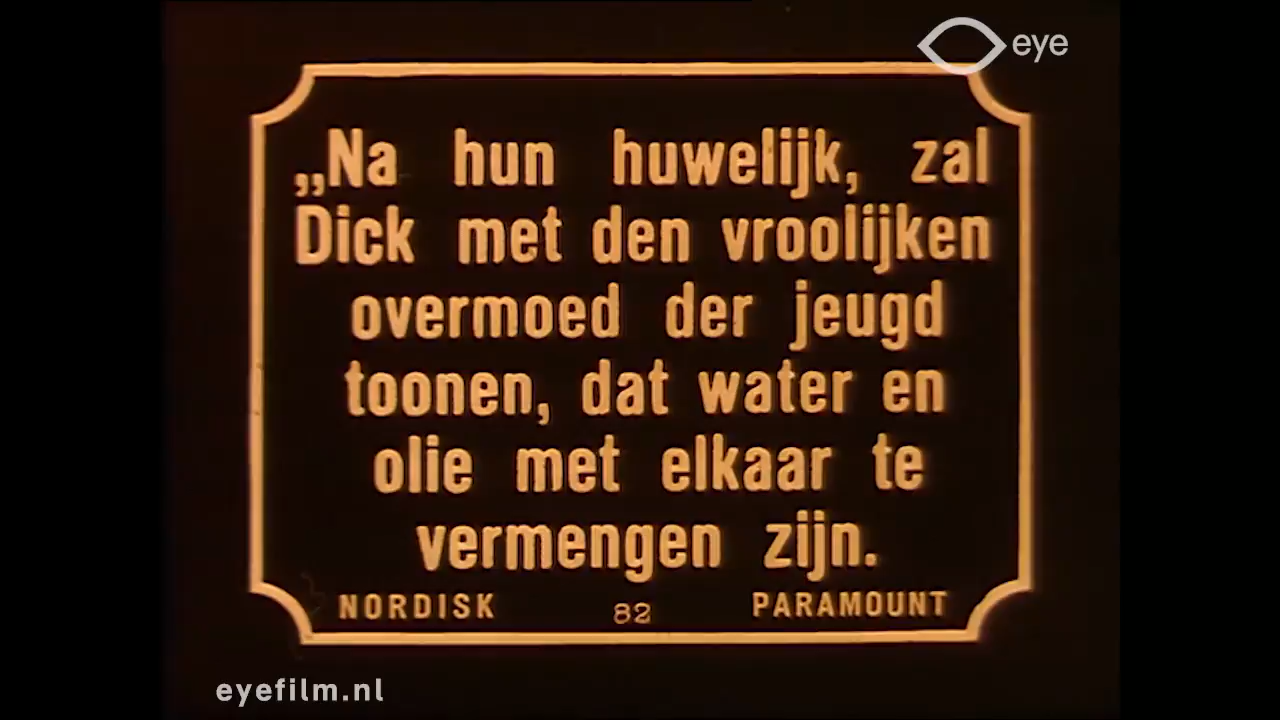 eye
„Na hun huwelijk, zal
Dick met den vroolijken
overmoed der jeugd
toonen, dat water en
olie met elkaar te
vermengen zijn.
NORDISK 82 PARAMOUNT
eyefilm.nl